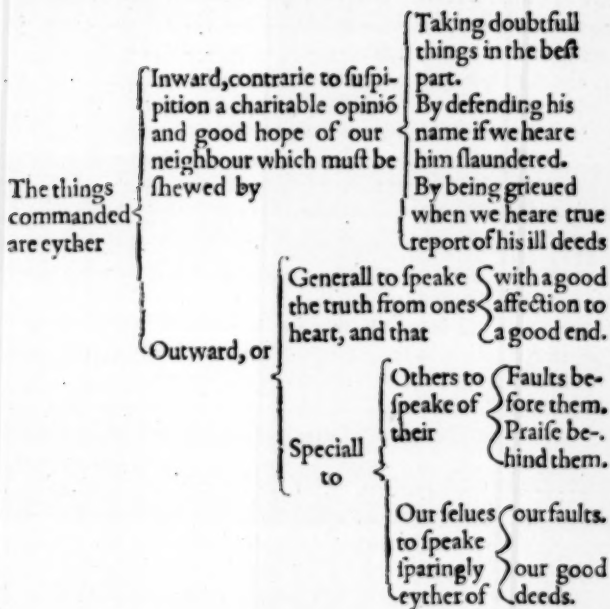 The things
commanded
are eyther
Inward, contrarie to ſuſpi-
pition a charitable opinió
and good hope of our
neighbour which muſt be
ſhewed by
Taking doubtfull
things in the beſt
part.
By defending his
name if we heare
him ſlaundered.
By being grieued
when we heare true
report of his ill deeds
Outward, or
Generall to ſpeake
the truth from ones
heart, and that
with a good
affection to
a good end.
Speciall
to
Others to
ſpeake of
their
Faults be-
fore them.
Praiſe be-.
hind them.
Our ſelues
to ſpeake
ſparingly
eyther of
our faults.
our good
deeds.